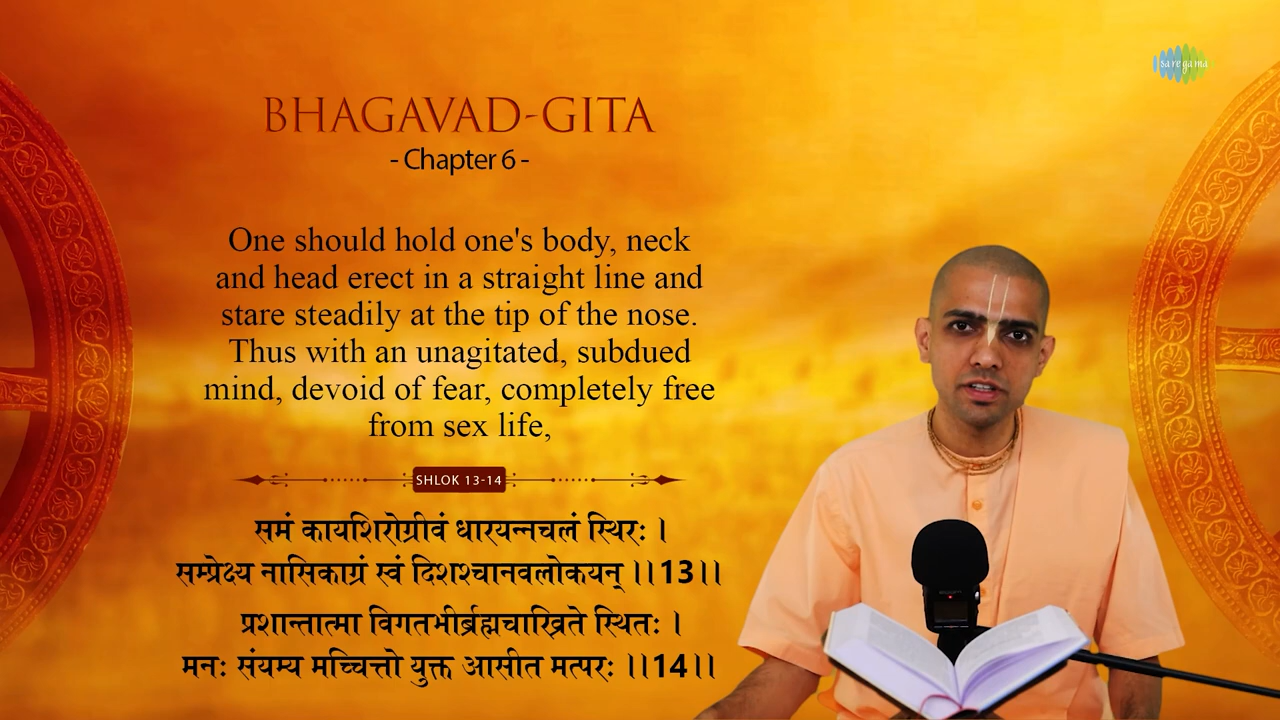 saregama
BHAGAVAD-GITA
- Chapter 6 -
One should hold one's body, neck
and head erect in a straight line and
stare steadily at the tip of the nose.
Thus with an unagitated, subdued
mind, devoid of fear, completely free
from sex life,
SHLOK 13-14
समं कायशिरोग्रीवं धारयन्नचलं स्थिरः ।
सम्प्रेक्ष्य नासिकाग्रं स्वं दिशश्चानवलोकयन् ।।13।।
प्रशान्तात्मा विगतभीर्ब्रह्मचारिव्रते स्थितः ।
मनः संयम्य मच्चित्तो युक्त आसीत मत्परः ।।14।।